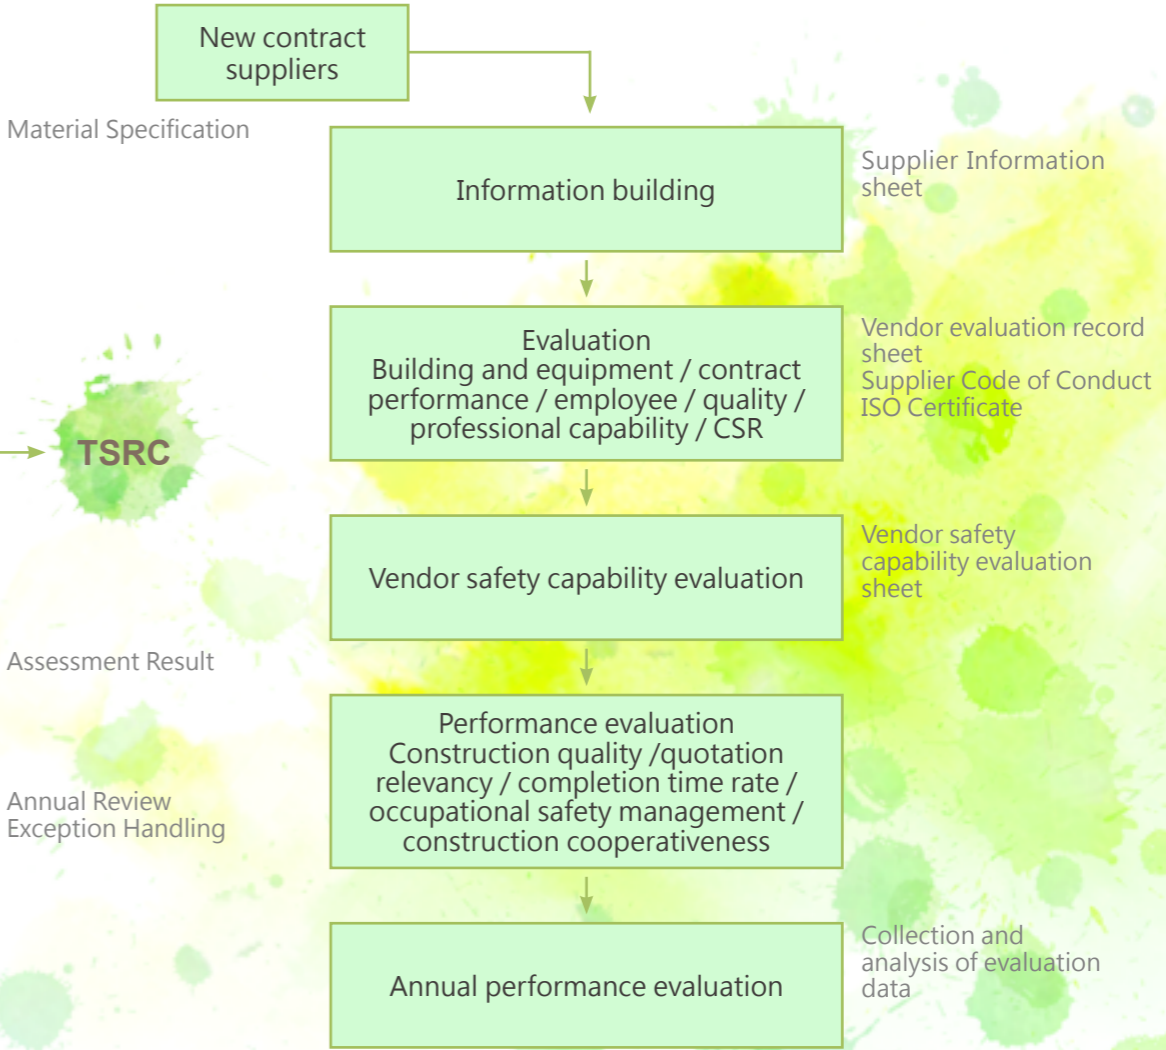 New contract
suppliers
Material Specification
Information building
Supplier Information
sheet
Evaluation
Building and equipment / contract
performance / employee / quality /
professional capability / CSR
Vendor evaluation record
sheet
Supplier Code of Conduct
ISO Certificate
TSRC
Vendor safety capability evaluation
Vendor safety
capability evaluation
sheet
Assessment Result
Performance evaluation
Construction quality /quotation
relevancy / completion time rate /
occupational safety management /
construction cooperativeness
Annual Review
Exception Handling
Annual performance evaluation
Collection and
analysis of evaluation
data